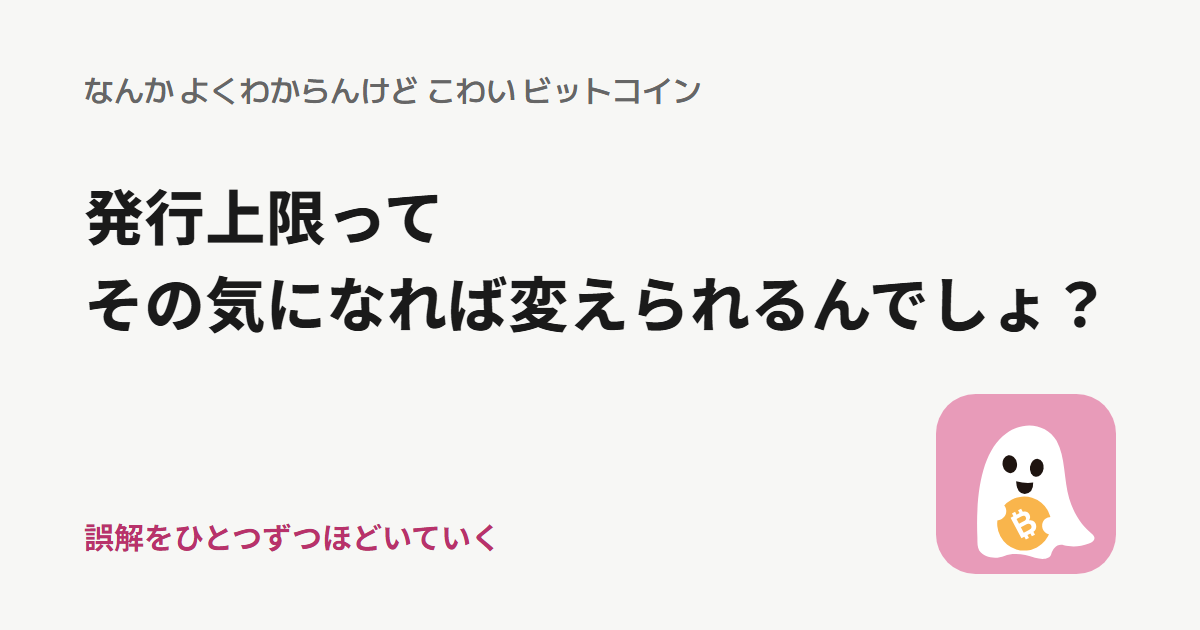 なんか よくわからんけど こわい ビットコイン
発行上限って
その気になれば変えられるんでしょ？
誤解をひとつずつほどいていく